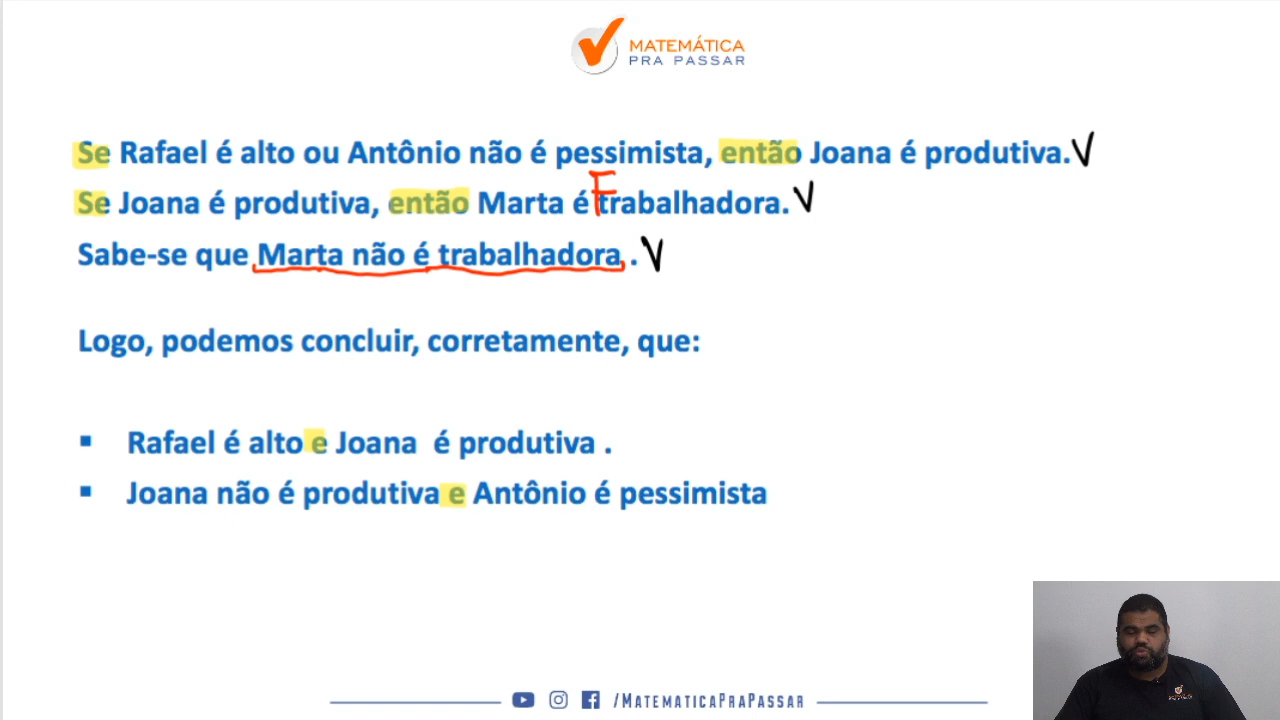 MATEMÁTICA
PRA PASSAR
Se Rafael é alto ou Antônio não é pessimista, então Joana é produtiva. V
F
Se Joana é produtiva, então Marta é trabalhadora. V
Sabe-se que Marta não é trabalhadora . V
Logo, podemos concluir, corretamente, que:
▪ Rafael é alto e Joana é produtiva .
▪ Joana não é produtiva e Antônio é pessimista
/MATEMATICAPRAPASSAR